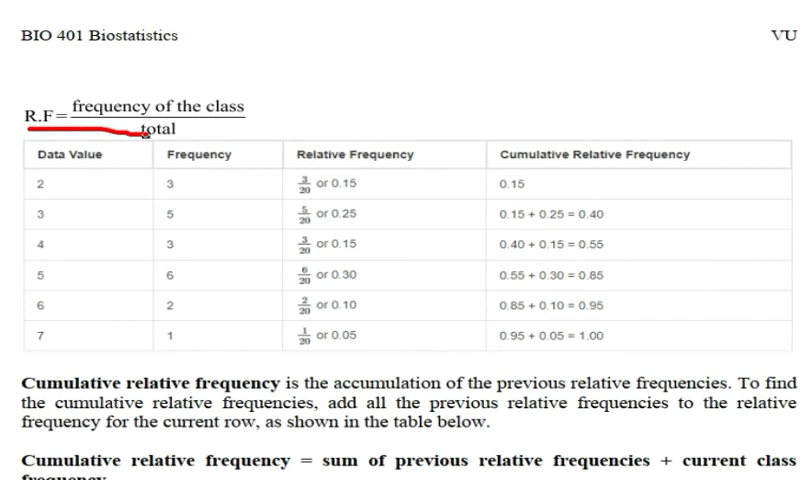 BIO 401 Biostatistics VU
R.F= frequency of the class
total
Data Value Frequency Relative Frequency Cumulative Relative Frequency
2 3 3/20 or 0.15 0.15
3 5 5/20 or 0.25 0.15 + 0.25 = 0.40
4 3 3/20 or 0.15 0.40 + 0.15 = 0.55
5 6 6/20 or 0.30 0.55 + 0.30 = 0.85
6 2 2/20 or 0.10 0.85 + 0.10 = 0.95
7 1 1/20 or 0.05 0.95 + 0.05 = 1.00
Cumulative relative frequency is the accumulation of the previous relative frequencies. To find
the cumulative relative frequencies, add all the previous relative frequencies to the relative
frequency for the current row, as shown in the table below.
Cumulative relative frequency = sum of previous relative frequencies + current class
frequency